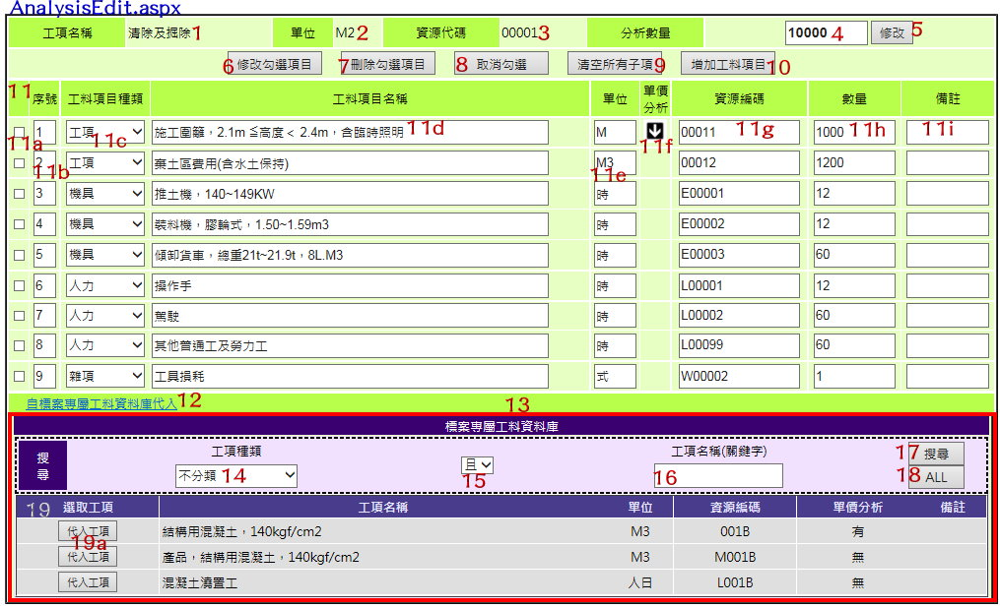 AnalysisEdit.aspx
工項名稱 清除及掘除1 單位 M2 2 資源代碼 00001 3 分析數量 10000 4 修改 5
6 修改勾選項目 7 刪除勾選項目 8 取消勾選 清空所有子項 9 增加工料項目 10
11 序號 工料項目種類 工料項目名稱 單位 單價分析 資源編碼 數量 備註
11a 1 工項 11c 施工圍籬，2.1m ≦高度< 2.4m，含臨時照明 11d M 11f 00011 11g 1000 11h 11i
11b 2 工項 棄土區費用(含水土保持) M3 11e 00012 1200
3 機具 推土機，140~149KW 時 E00001 12
4 機具 裝料機，膠輪式，1.50~1.59m3 時 E00002 12
5 機具 傾卸貨車，總重21t~21.9t，8L.M3 時 E00003 60
6 人力 操作手 時 L00001 12
7 人力 駕駛 時 L00002 60
8 人力 其他普通工及勞力工 時 L00099 60
9 雜項 工具損耗 式 W00002 1
自標案專屬工料資料庫代入 12 13
標案專屬工料資料庫
搜尋 工項種類 工項名稱(關鍵字)
不分類 14 且 15 16 17 搜尋
18 ALL
19 選取工項 工項名稱 單位 資源編碼 單價分析 備註
代入工項 19a 結構用混凝土，140kgf/cm2 M3 001B 有
代入工項 產品，結構用混凝土，140kgf/cm2 M3 M001B 無
代入工項 混凝土澆置工 人日 L001B 無